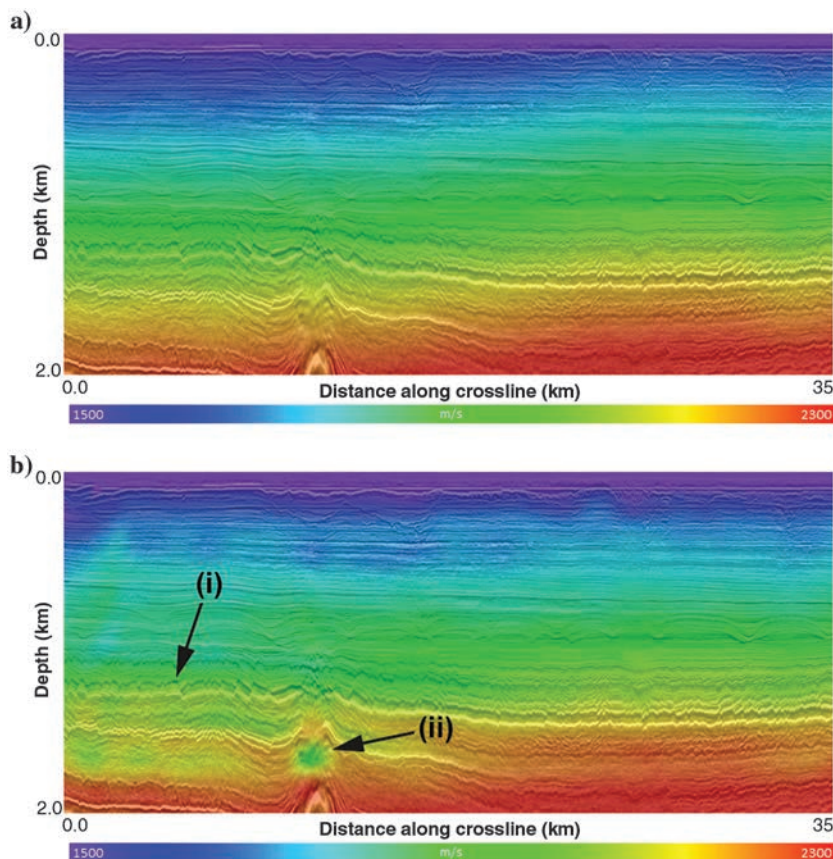 a)
0.0
Depth (km)
2.0
0.0
Distance along crossline (km)
35
1500
m/s
2300
b)
0.0
(i)
Depth (km)
(ii)
2.0
0.0
Distance along crossline (km)
35
1500
m/s
2300